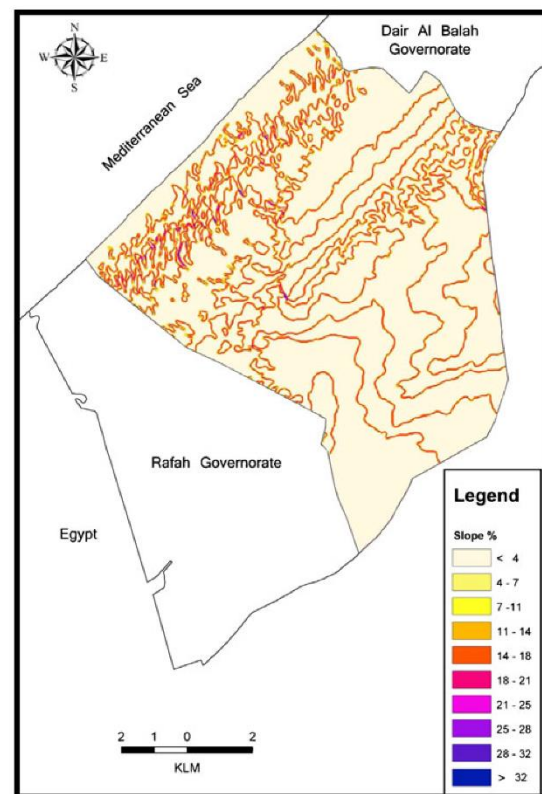 N
W E
S
Dair Al Balah
Governorate
Mediterranean Sea
Rafah Governorate
Egypt
Legend
Slope %
< 4
4 - 7
7 -11
11 - 14
14 - 18
18 - 21
21 - 25
25 - 28
28 - 32
> 32
2 1 0 2
KLM